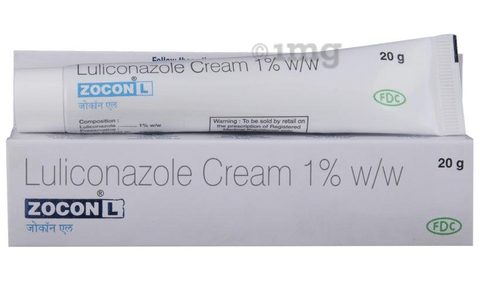 1mg
Luliconazole Cream 1% w/w
20 g
ZOCON® L
जोकॉन एल
FDC
Composition :
Luliconazole 1% w/w
Warning : To be sold by retail on
the prescription of Registered
Luliconazole Cream 1% w/w
20 g
ZOCON® L
जोकॉन एल
FDC